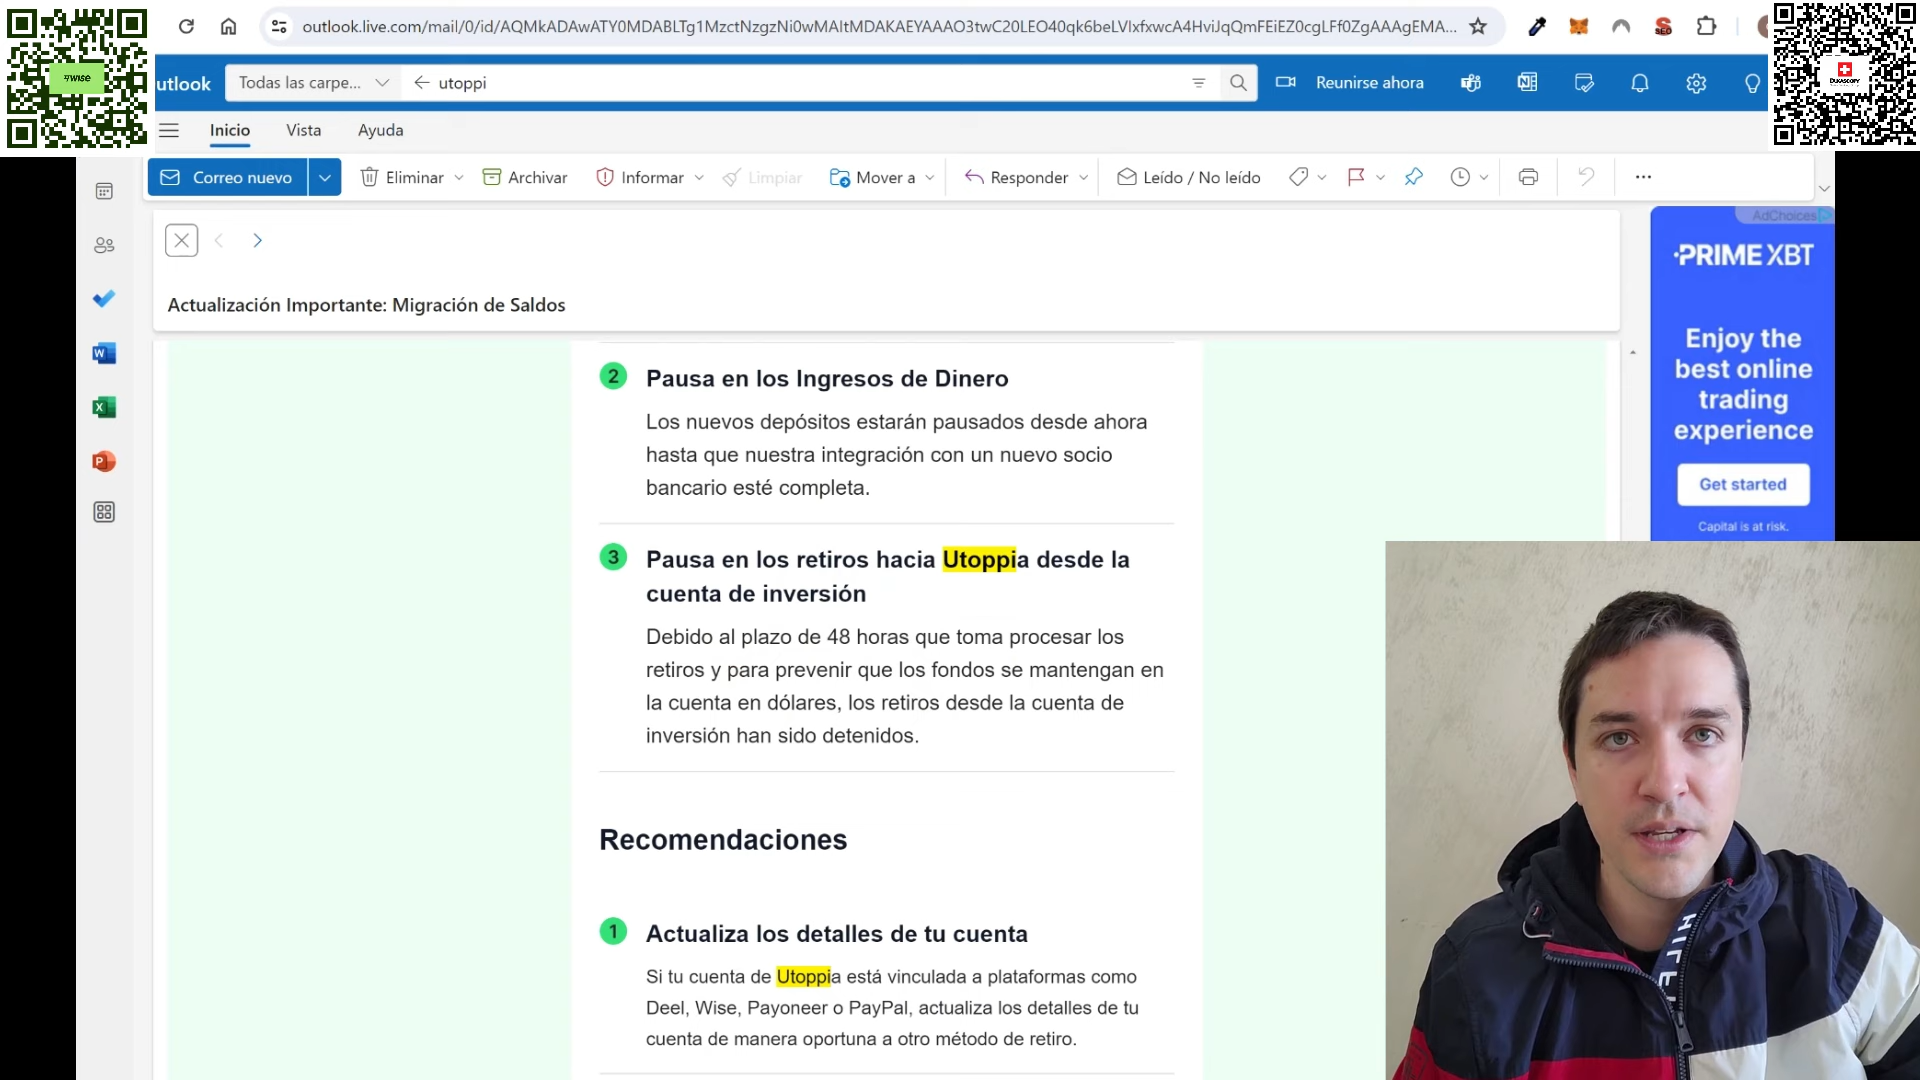 outlook.live.com/mail/0/id/AQMkADAwATY0MDABLTg1MzctNzgzNi0wMAItMDAKAEYAAAO3twC20LEO40qk6beLVIxfxwcA4HviJqQmFEiEZ0cgLFf0ZgAAAgEMA...
SEO
7WISE
DUKASCOPY
utlook
Todas las carpe...
utoppi
Reunirse ahora
Inicio
Vista
Ayuda
Correo nuevo
Eliminar
Archivar
Informar
Limpiar
Mover a
Responder
Leído / No leído
Actualización Importante: Migración de Saldos
2
Pausa en los Ingresos de Dinero
Los nuevos depósitos estarán pausados desde ahora
hasta que nuestra integración con un nuevo socio
bancario esté completa.
3
Pausa en los retiros hacia Utoppia desde la
cuenta de inversión
Debido al plazo de 48 horas que toma procesar los
retiros y para prevenir que los fondos se mantengan en
la cuenta en dólares, los retiros desde la cuenta de
inversión han sido detenidos.
Recomendaciones
1
Actualiza los detalles de tu cuenta
Si tu cuenta de Utoppia está vinculada a plataformas como
Deel, Wise, Payoneer o PayPal, actualiza los detalles de tu
cuenta de manera oportuna a otro método de retiro.
AdChoices
PRIME XBT
Enjoy the
best online
trading
experience
Get started
Capital is at risk.